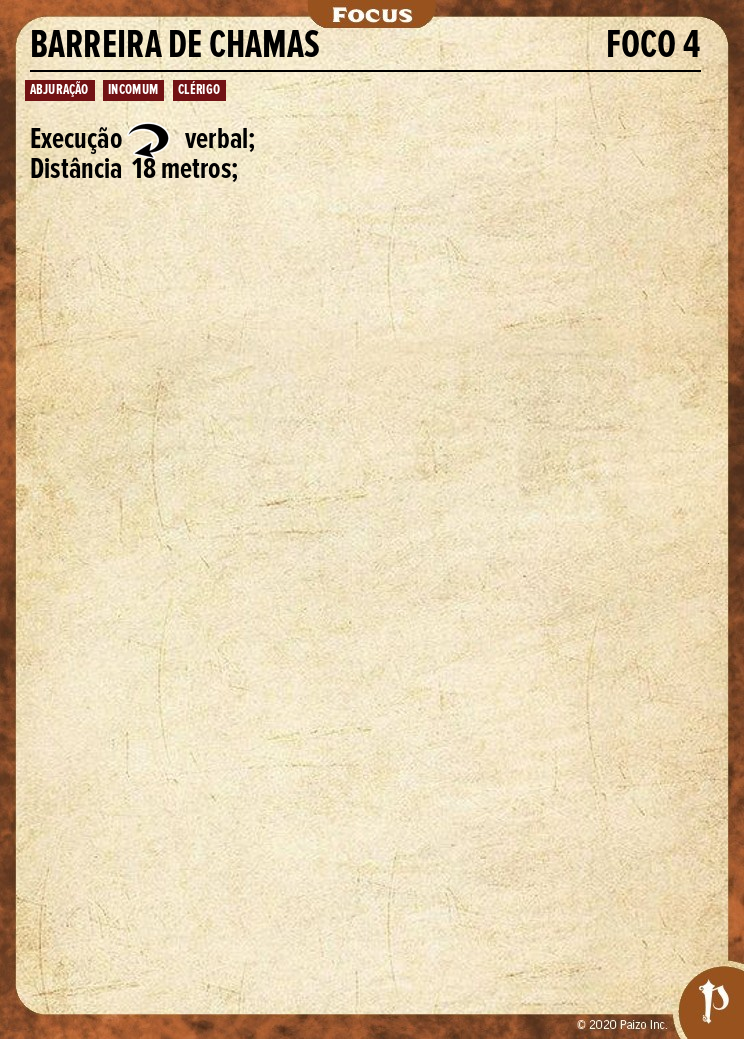 Focus
BARREIRA DE CHAMAS FOCO 4
ABJURAÇÃO INCOMUM CLÉRIGO
Execução verbal;
Distância 18 metros;
© 2020 Paizo Inc.
P